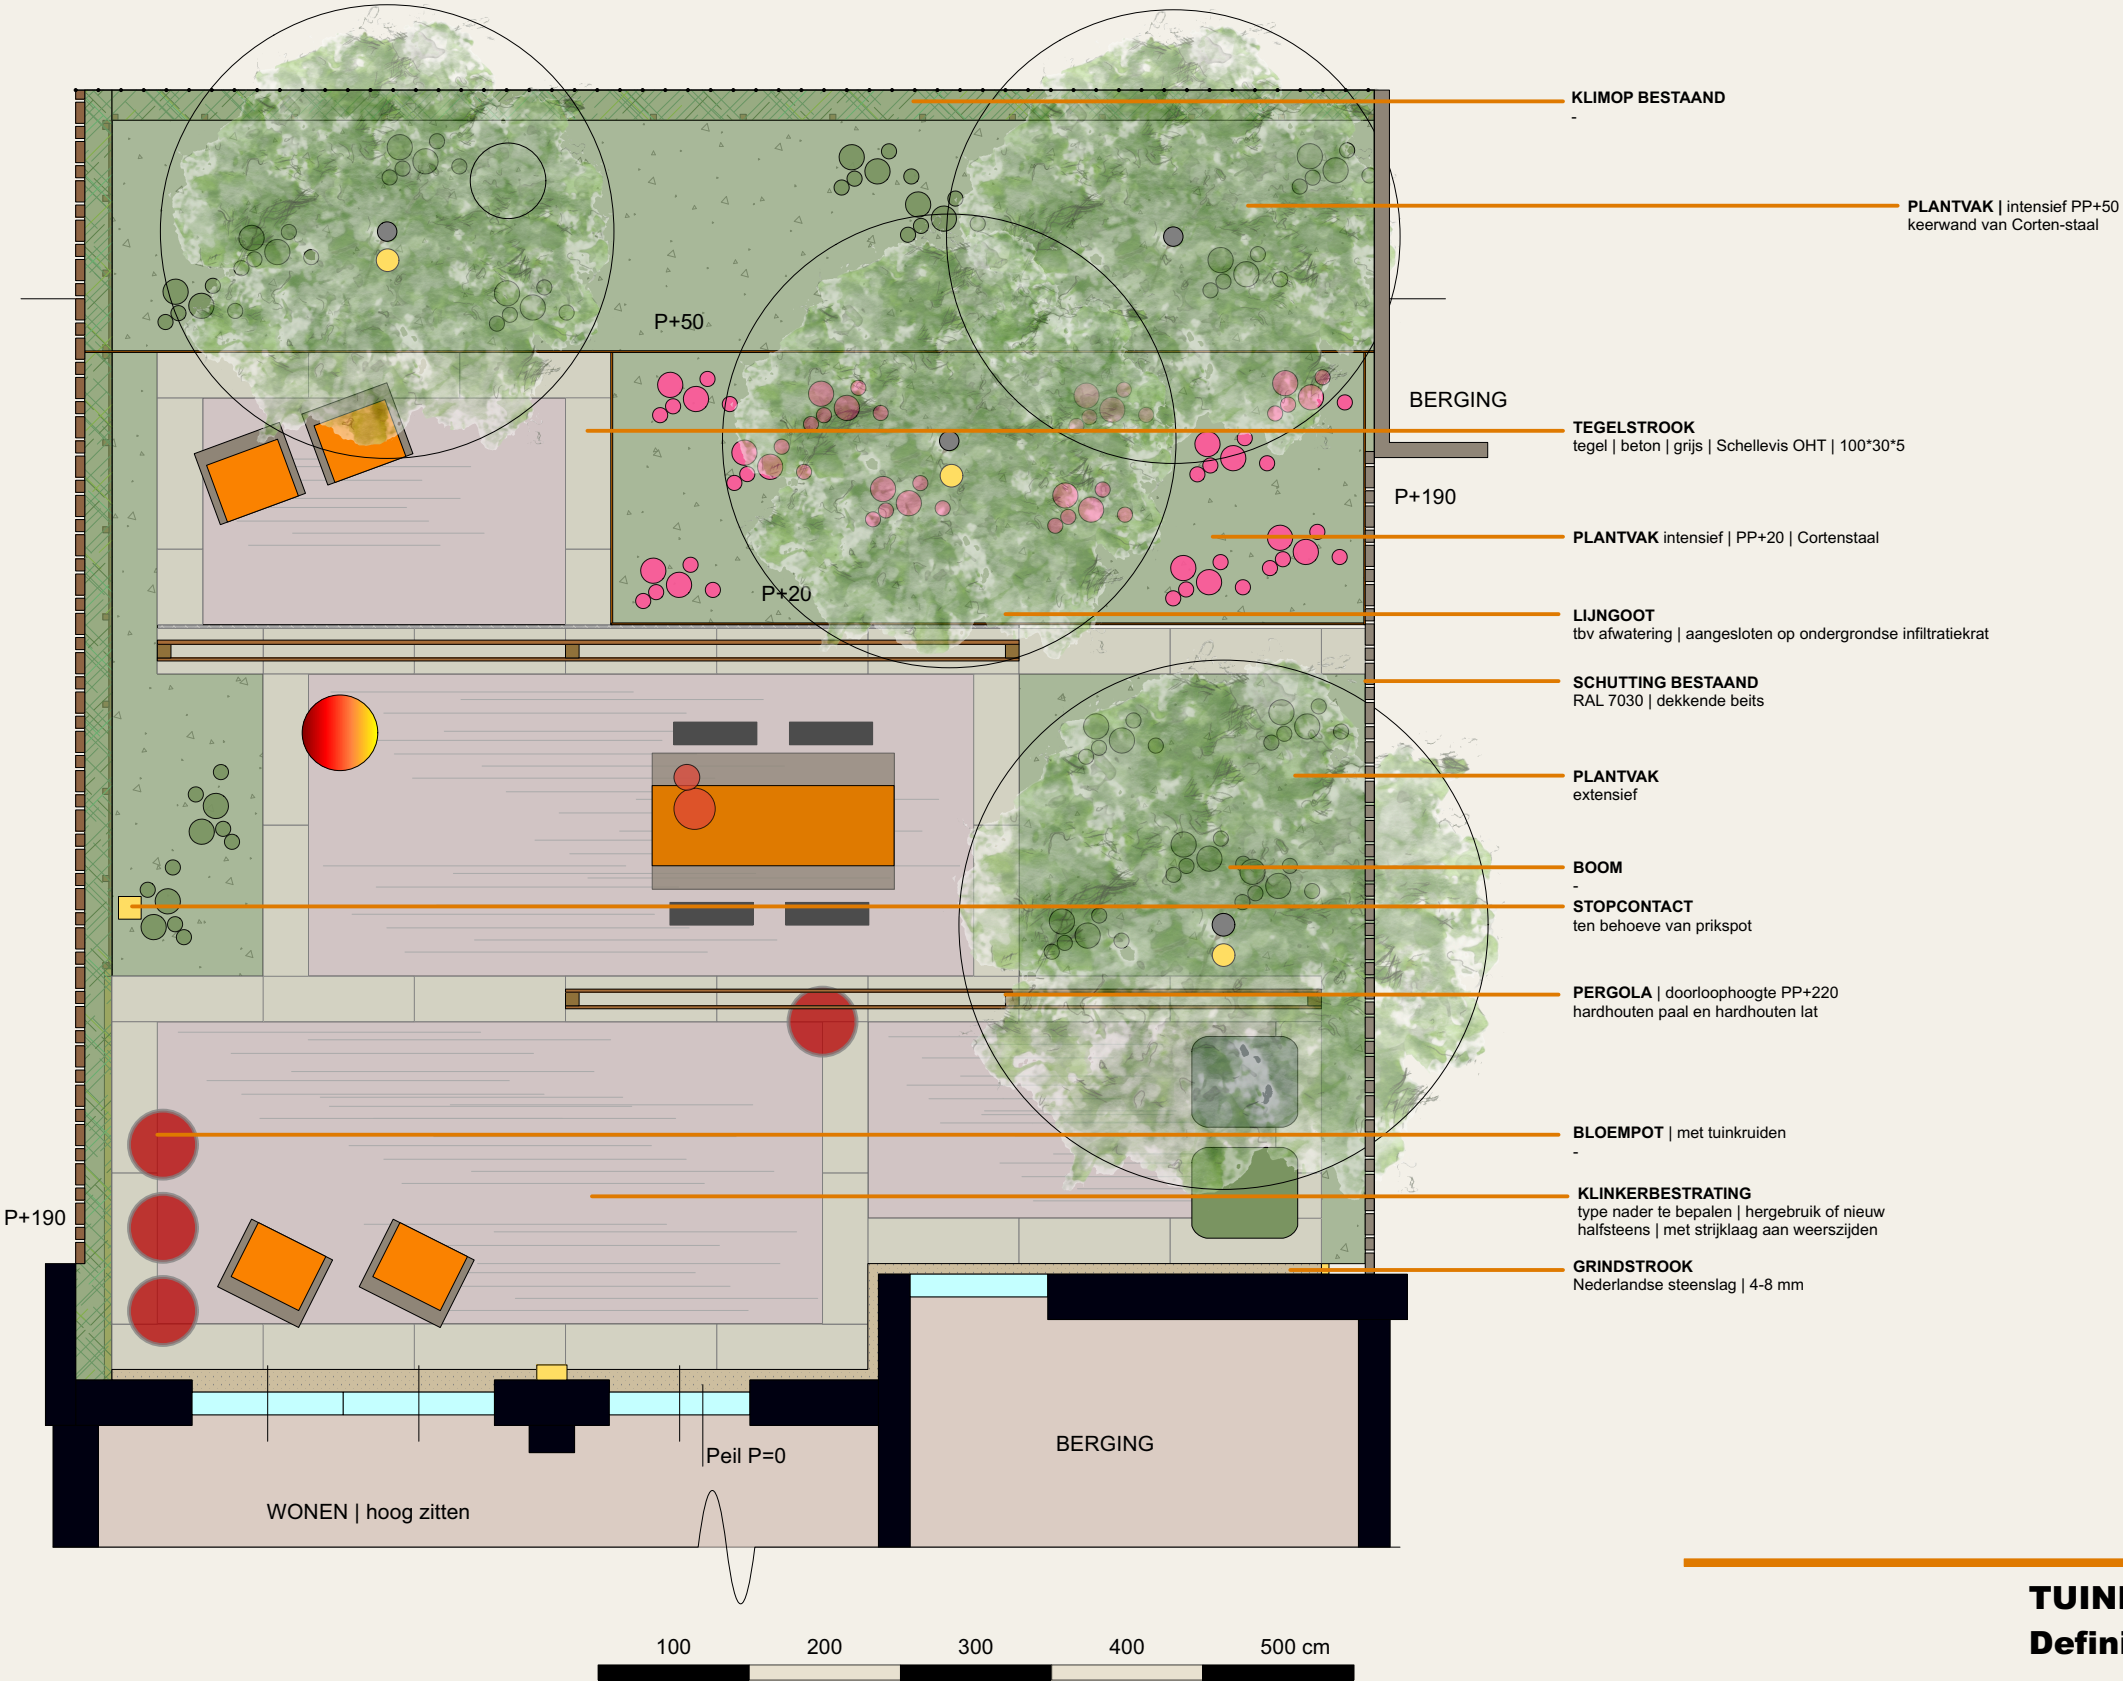 KLIMOP BESTAAND
-
PLANTVAK | intensief PP+50
keerwand van Corten-staal
P+50
BERGING
TEGELSTROOK
tegel | beton | grijs | Schellevis OHT | 100*30*5
P+190
PLANTVAK intensief | PP+20 | Cortenstaal
P+20
LIJNGOOT
tbv afwatering | aangesloten op ondergrondse infiltratiekrat
SCHUTTING BESTAAND
RAL 7030 | dekkende beits
PLANTVAK
extensief
BOOM
-
STOPCONTACT
ten behoeve van prikspot
PERGOLA | doorloophoogte PP+220
hardhouten paal en hardhouten lat
BLOEMPOT | met tuinkruiden
-
KLINKERBESTRATING
type nader te bepalen | hergebruik of nieuw
halfsteens | met strijklaag aan weerszijden
P+190
GRINDSTROOK
Nederlandse steenslag | 4-8 mm
BERGING
Peil P=0
WONEN | hoog zitten
100 200 300 400 500 cm
TUIN
Defini